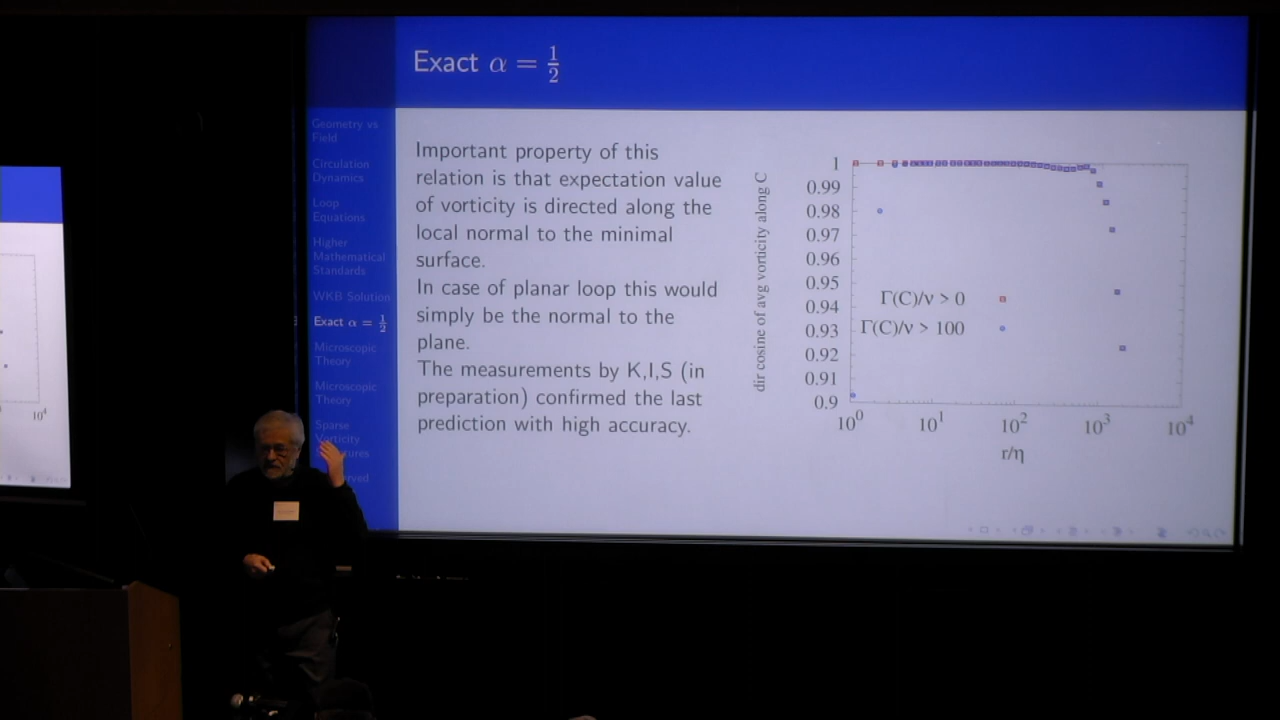 Exact α = 1/2
Geometry vs
Field
Circulation
Dynamics
Loop
Equations
Higher
Mathematical
Standards
WKB Solution
Exact α = 1/2
Microscopic
Theory
Microscopic
Theory
Sparse
Vorticity
Important property of this
relation is that expectation value
of vorticity is directed along the
local normal to the minimal
surface.
In case of planar loop this would
simply be the normal to the
plane.
The measurements by K,I,S (in
preparation) confirmed the last
prediction with high accuracy.
dir cosine of avg vorticity along C
1
0.99
0.98
0.97
0.96
0.95
0.94
0.93
0.92
0.91
0.9
Γ(C)/ν > 0
Γ(C)/ν > 100
10⁰ 10¹ 10² 10³ 10⁴
r/η
10⁴